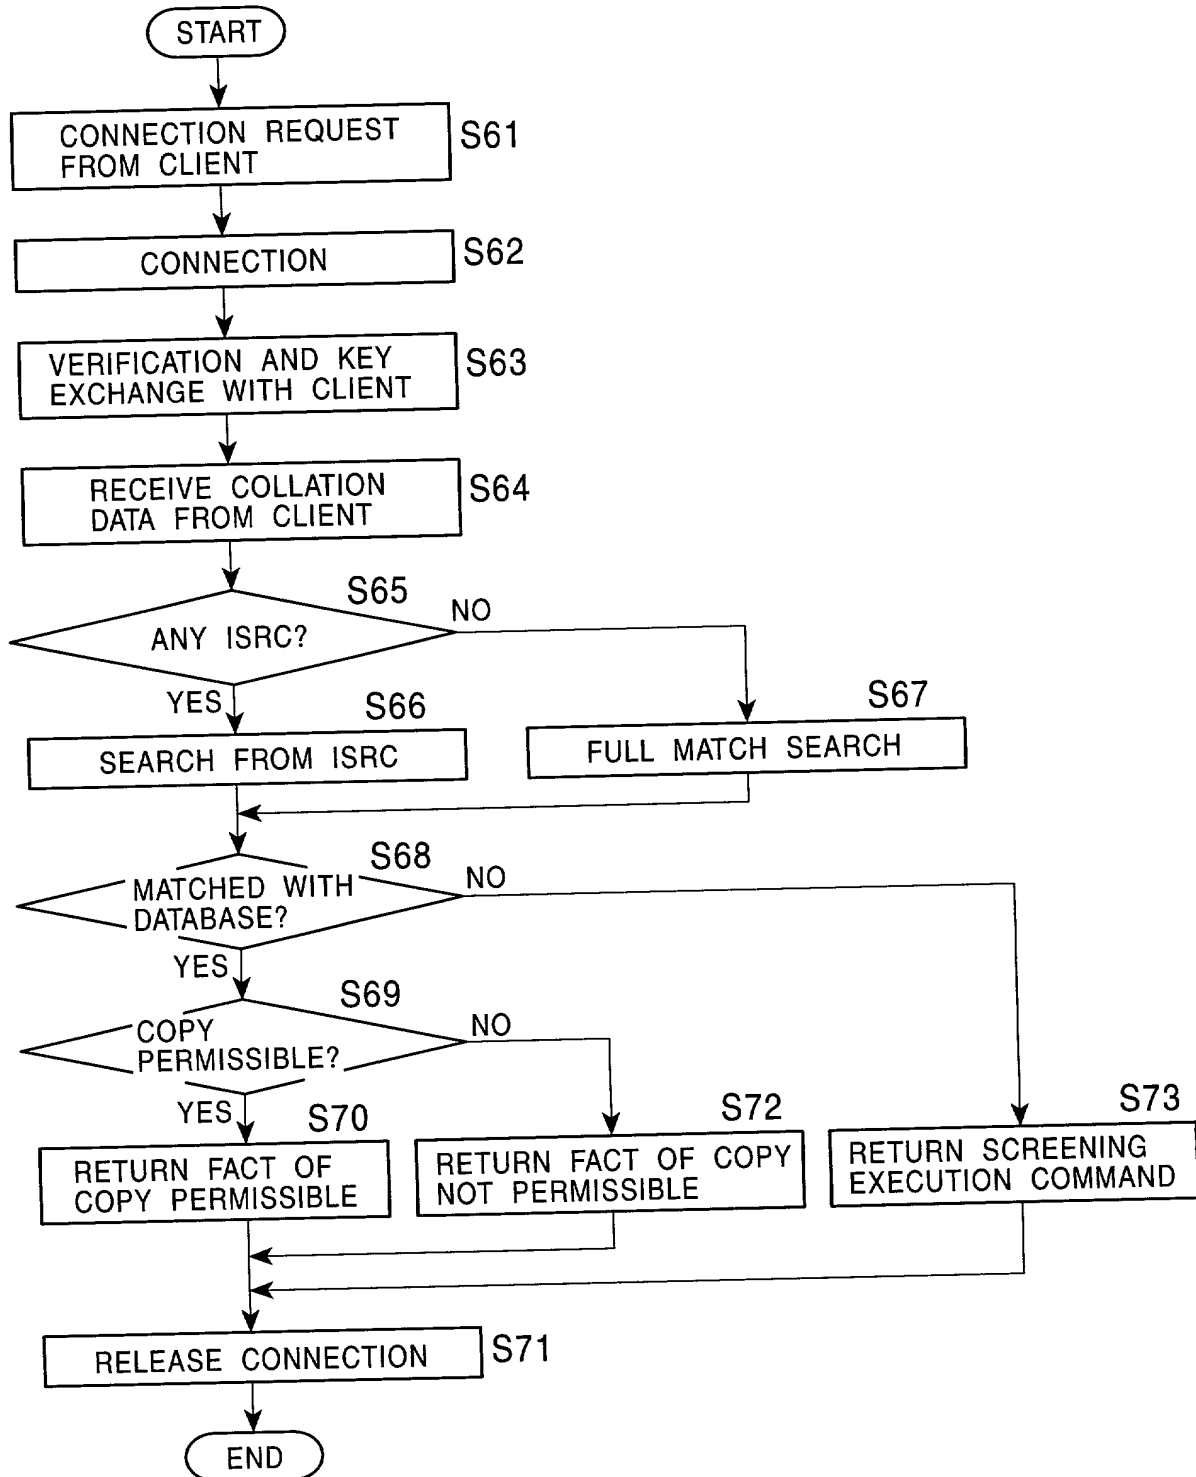 START
CONNECTION REQUEST
FROM CLIENT
S61
CONNECTION
S62
VERIFICATION AND KEY
EXCHANGE WITH CLIENT
S63
RECEIVE COLLATION
DATA FROM CLIENT
S64
S65
ANY ISRC?
NO
YES
S66
SEARCH FROM ISRC
S67
FULL MATCH SEARCH
S68
MATCHED WITH
DATABASE?
NO
YES
S69
COPY
PERMISSIBLE?
NO
YES
S70
RETURN FACT OF
COPY PERMISSIBLE
S72
RETURN FACT OF COPY
NOT PERMISSIBLE
S73
RETURN SCREENING
EXECUTION COMMAND
RELEASE CONNECTION
S71
END